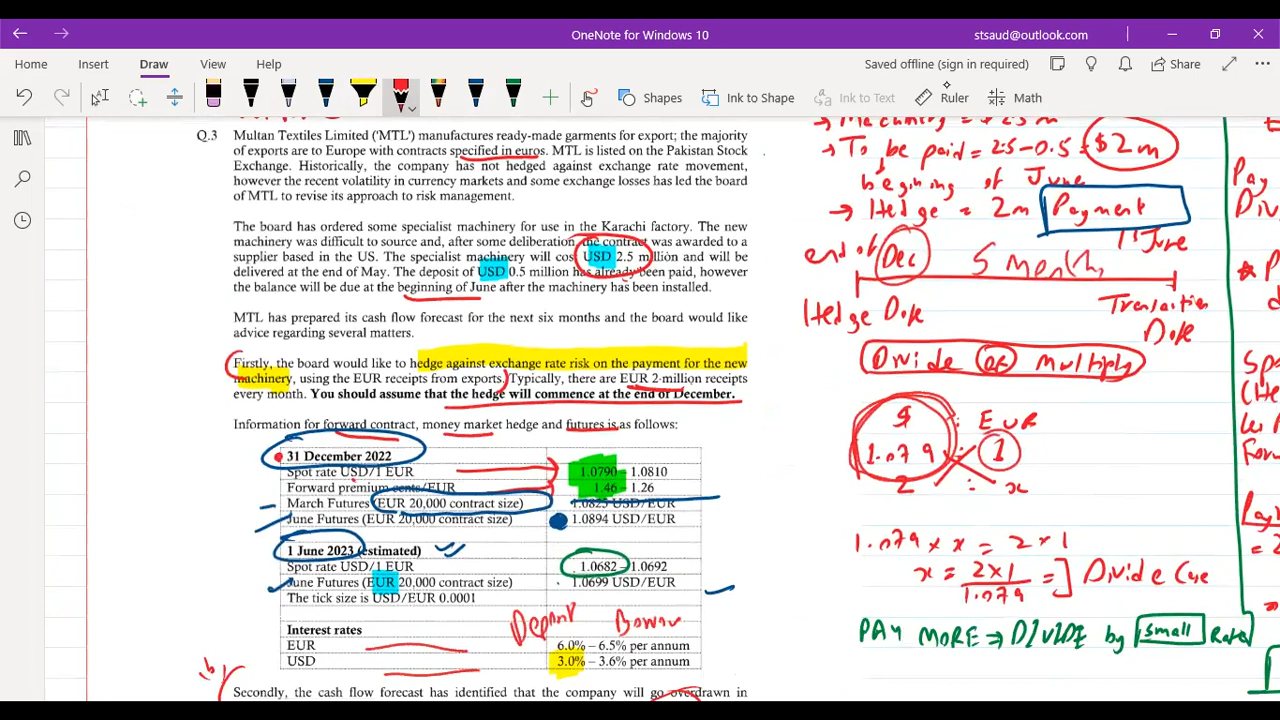 OneNote for Windows 10
stsaud@outlook.com
Home Insert Draw View Help
Saved offline (sign in required)
Share
Shapes Ink to Shape Ink to Text Ruler Math
Q.3 Multan Textiles Limited ('MTL') manufactures ready-made garments for export; the majority
of exports are to Europe with contracts specified in euros. MTL is listed on the Pakistan Stock
Exchange. Historically, the company has not hedged against exchange rate movement,
however the recent volatility in currency markets and some exchange losses has led the board
of MTL to revise its approach to risk management.
The board has ordered some specialist machinery for use in the Karachi factory. The new
machinery was difficult to source and, after some deliberation, the contract was awarded to a
supplier based in the US. The specialist machinery will cost USD 2.5 million and will be
delivered at the end of May. The deposit of USD 0.5 million has already been paid, however
the balance will be due at the beginning of June after the machinery has been installed.
MTL has prepared its cash flow forecast for the next six months and the board would like
advice regarding several matters.
Firstly, the board would like to hedge against exchange rate risk on the payment for the new
machinery, using the EUR receipts from exports. Typically, there are EUR 2-million receipts
every month. You should assume that the hedge will commence at the end of December.
Information for forward contract, money market hedge and futures is as follows:
31 December 2022
Spot rate USD/1 EUR 1.0790 – 1.0810
Forward premium cents/EUR 1.46 – 1.26
March Futures (EUR 20,000 contract size) 1.0825 USD/EUR
June Futures (EUR 20,000 contract size) 1.0894 USD/EUR
1 June 2023 (estimated)
Spot rate USD/1 EUR 1.0682 – 1.0692
June Futures (EUR 20,000 contract size) 1.0699 USD/EUR
The tick size is USD/EUR 0.0001
Deposit Borrow
Interest rates
EUR 6.0% – 6.5% per annum
USD 3.0% – 3.6% per annum
Secondly, the cash flow forecast has identified that the company will go overdrawn in
→ To be paid = 2.5 - 0.5 = $ 2 m
begining of June
→ Hedge = 2m Payment
end of Dec 5 month 1st June
Hedge Date Transaction Date
Divide or Multiply
$ : EUR
1.079 1
2 : x
1.079 x x = 2 x 1
x = 2x1 / 1.079 = ] Divide Case
PAY MORE ⇒ DIVIDE by small Rate
Pay